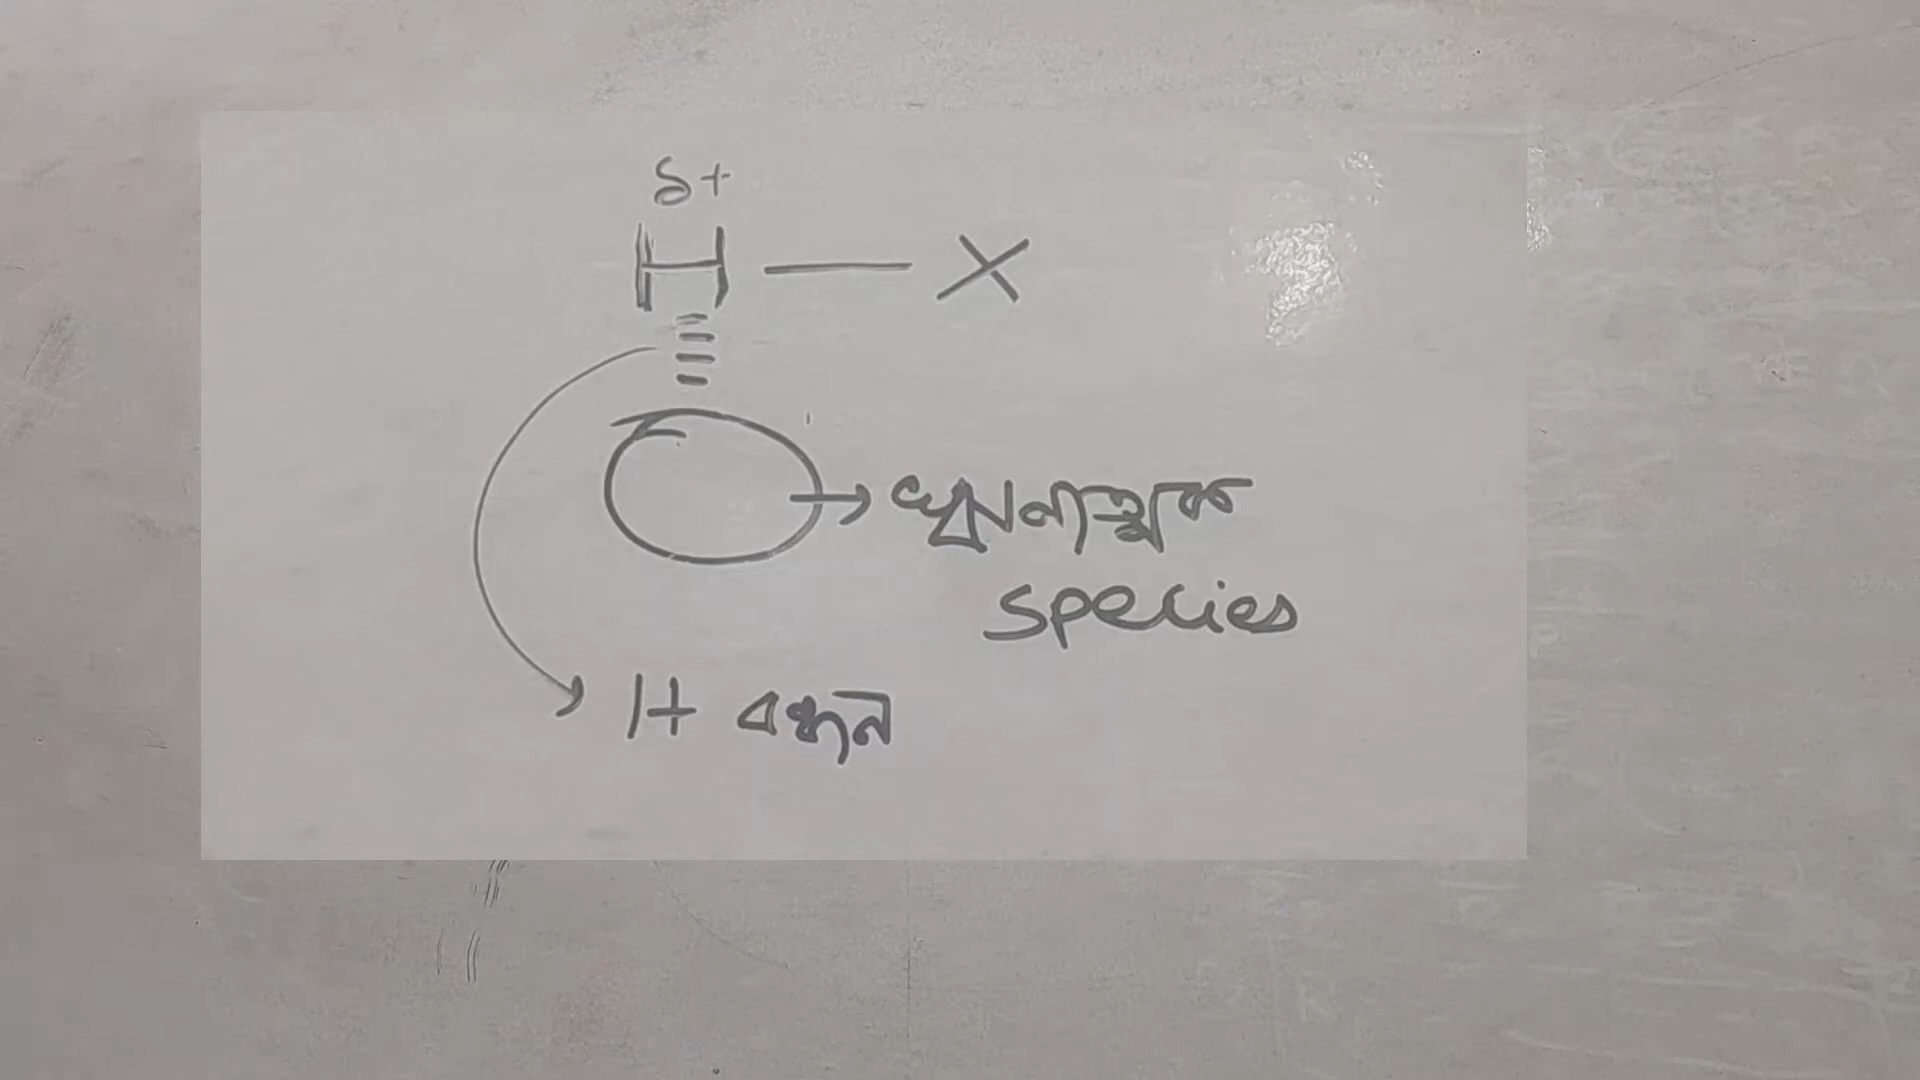 δ+
H — X
→ ঋণাত্মক
species
H বন্ধন